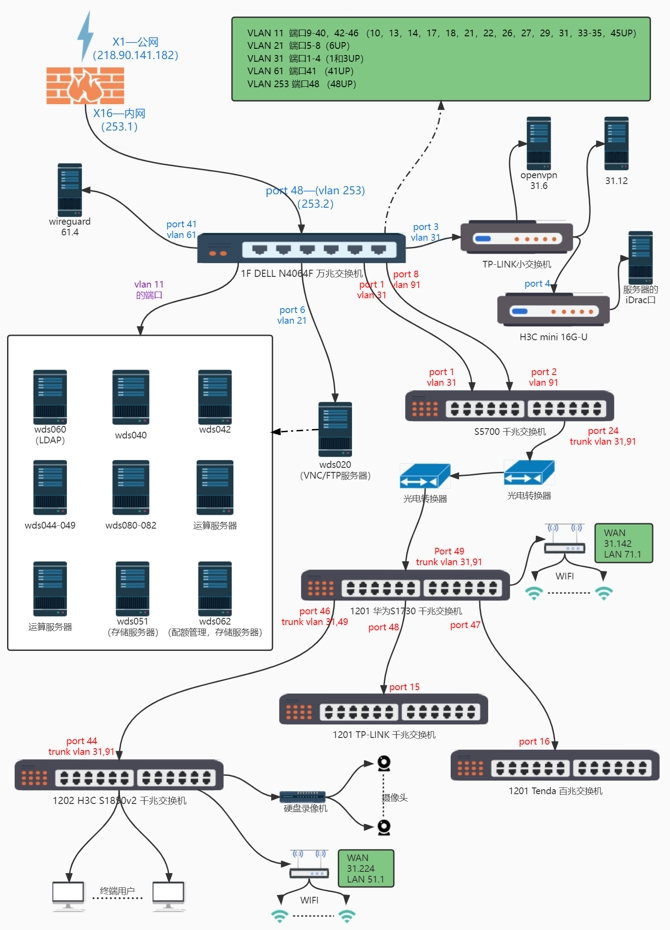 X1—公网
(218.90.141.182)
VLAN 11 端口9-40，42-46 （10，13，14，17，18，21，22，26，27，29，31，33-35，45UP）
VLAN 21 端口5-8（6UP）
VLAN 31 端口1-4（1和3UP）
VLAN 61 端口41 （41UP）
VLAN 253 端口48 （48UP）
X16—内网
（253.1）
openvpn
31.6
31.12
port 48—(vlan 253)
（253.2）
wireguard
61.4
port 41
vlan 61
port 3
vlan 31
1F DELL N4064F 万兆交换机
TP-LINK小交换机
服务器的
iDrac口
port 4
H3C mini 16G-U
vlan 11
的端口
port 6
vlan 21
port 1
vlan 31
port 8
vlan 91
port 1
vlan 31
port 2
vlan 91
S5700 千兆交换机
port 24
trunk vlan 31,91
wds060
(LDAP)
wds040
wds042
wds020
(VNC/FTP服务器)
光电转换器
光电转换器
wds044-049
wds080-082
运算服务器
运算服务器
wds051
(存储服务器)
wds062
(配额管理，存储服务器)
Port 49
trunk vlan 31,91
WAN
31.142
LAN 71.1
WIFI
1201 华为S1730 千兆交换机
port 46
trunk vlan 31,49
port 48
port 47
port 15
1201 TP-LINK 千兆交换机
port 16
1201 Tenda 百兆交换机
port 44
trunk vlan 31,91
1202 H3C S1850v2 千兆交换机
硬盘录像机
摄像头
终端用户
WAN
31.224
LAN 51.1
WIFI